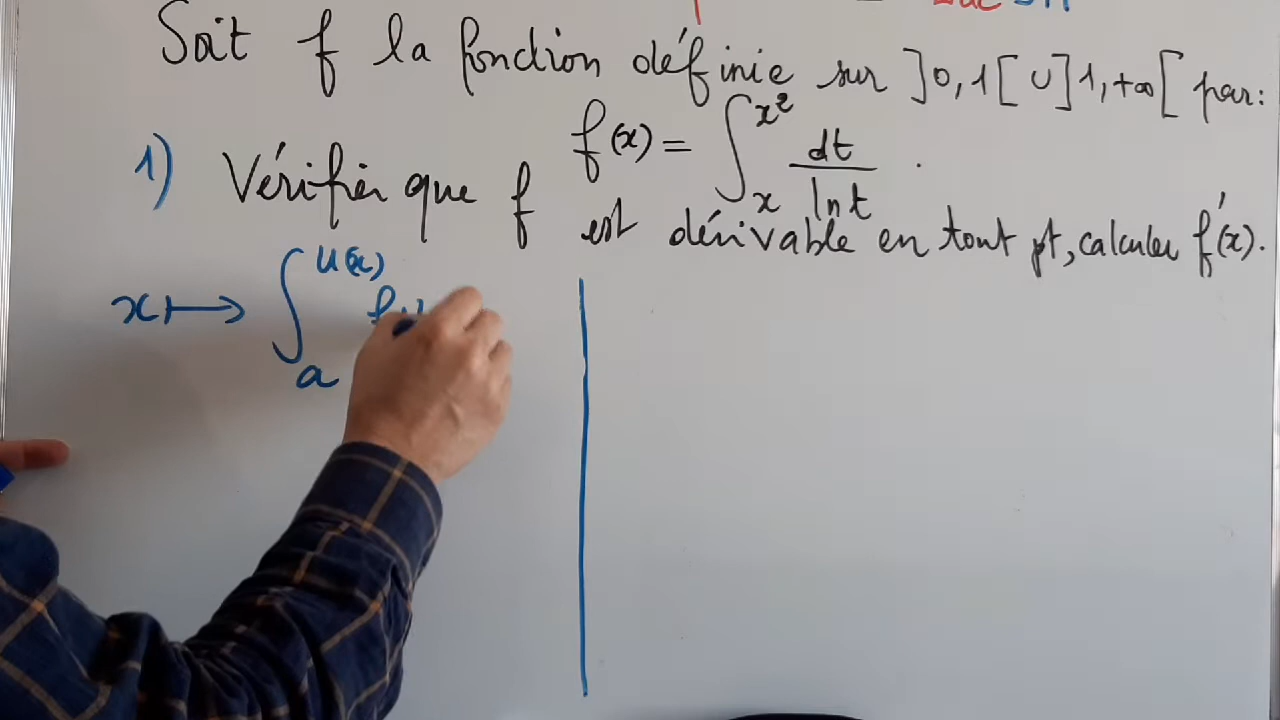 Soit f la fonction définie sur ]0,1[ ∪ ]1,+∞[ par:
f(x) = ∫_x^{x²} dt / ln t .
1) Vérifier que f est dérivable en tout pt, calculer f'(x).
x ↦ ∫_a^{u(x)} f